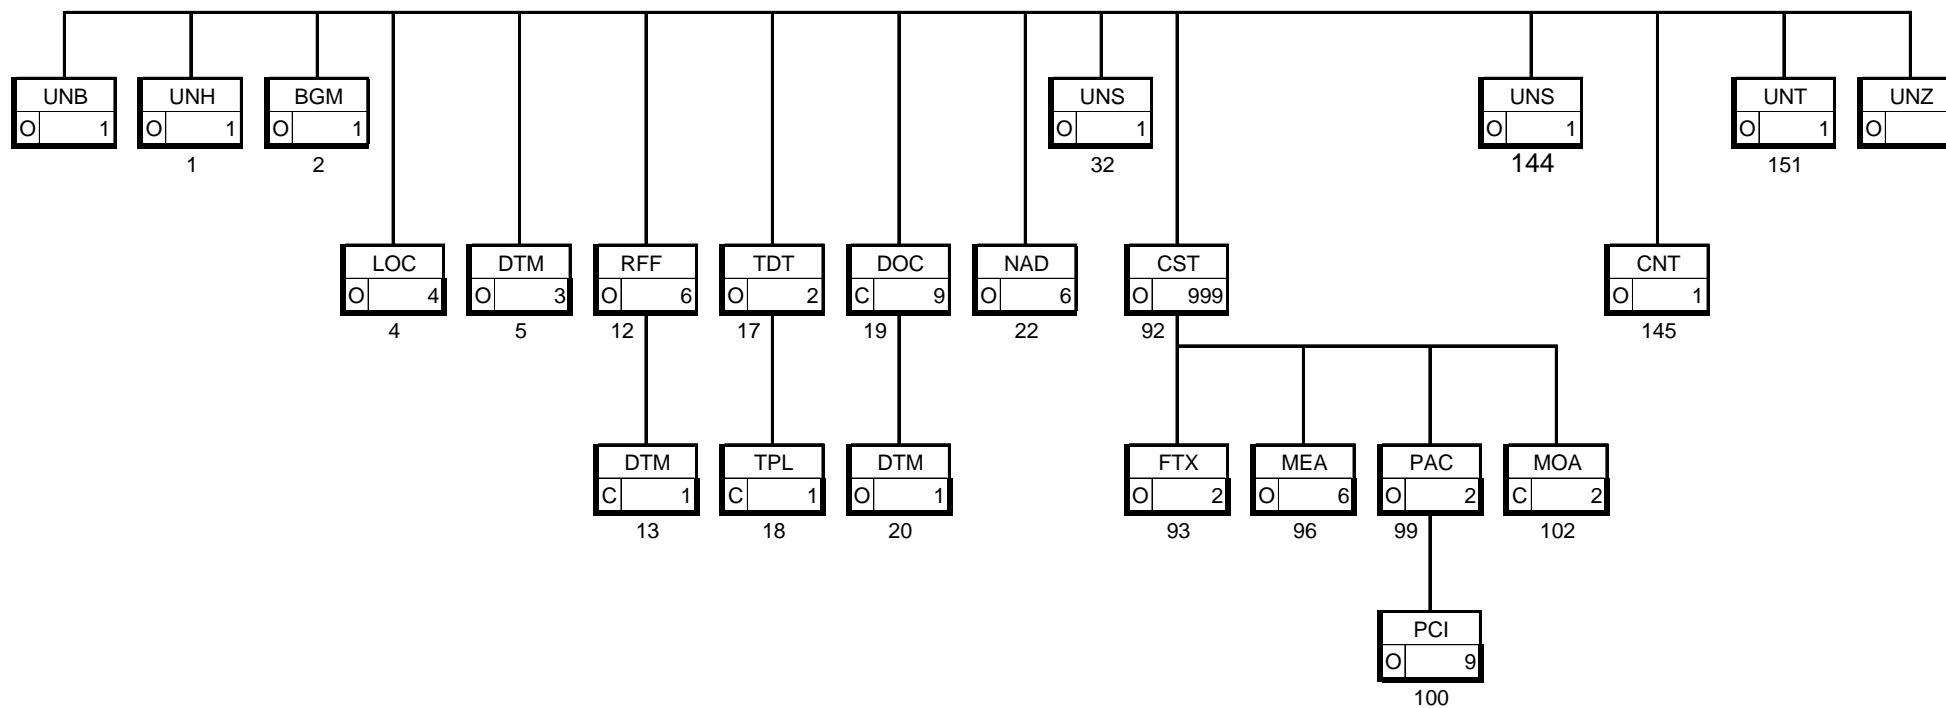 UNB UNH BGM UNS UNS UNT UNZ
O 1 O 1 O 1 O 1 O 1 O 1 O
1 2 32 144 151
LOC DTM RFF TDT DOC NAD CST CNT
O 4 O 3 O 6 O 2 C 9 O 6 O 999 O 1
4 5 12 17 19 22 92 145
DTM TPL DTM FTX MEA PAC MOA
C 1 C 1 O 1 O 2 O 6 O 2 C 2
13 18 20 93 96 99 102
PCI
O 9
100